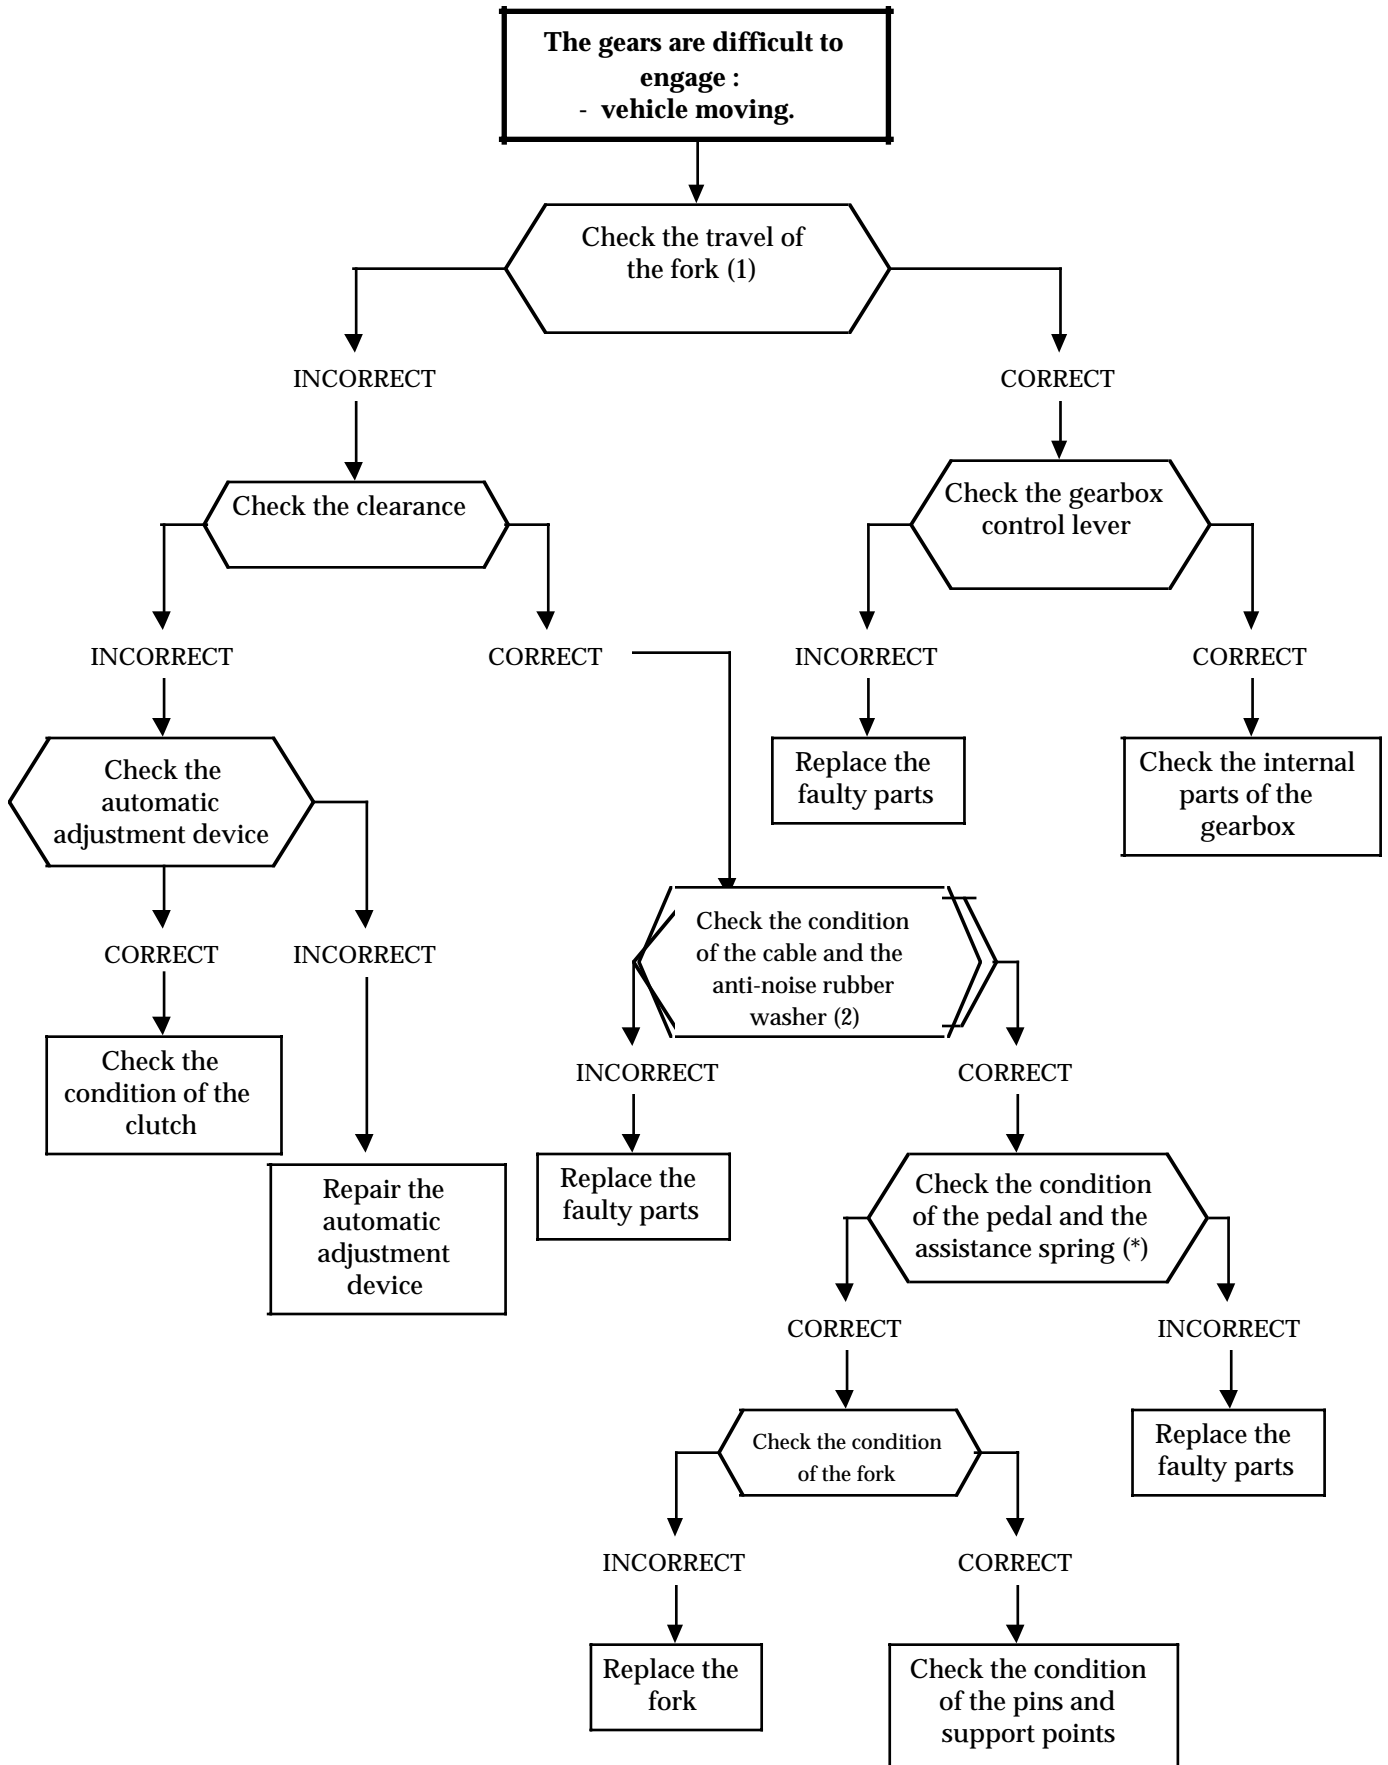 The gears are difficult to
engage :
- vehicle moving.
Check the travel of
the fork (1)
INCORRECT
CORRECT
Check the clearance
Check the gearbox
control lever
INCORRECT
CORRECT
INCORRECT
CORRECT
Check the
automatic
adjustment device
Replace the
faulty parts
Check the internal
parts of the
gearbox
CORRECT
INCORRECT
Check the condition
of the cable and the
anti-noise rubber
washer (2)
Check the
condition of the
clutch
INCORRECT
CORRECT
Repair the
automatic
adjustment
device
Replace the
faulty parts
Check the condition
of the pedal and the
assistance spring (*)
CORRECT
INCORRECT
Check the condition
of the fork
Replace the
faulty parts
INCORRECT
CORRECT
Replace the
fork
Check the condition
of the pins and
support points